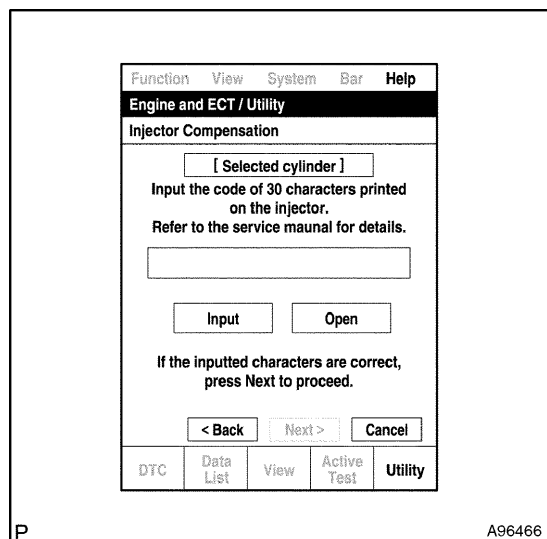 Function View System Bar Help
Engine and ECT / Utility
Injector Compensation
[ Selected cylinder ]
Input the code of 30 characters printed
on the injector.
Refer to the service maunal for details.
Input Open
If the inputted characters are correct,
press Next to proceed.
< Back Next > Cancel
DTC Data List View Active Test Utility
P A96466